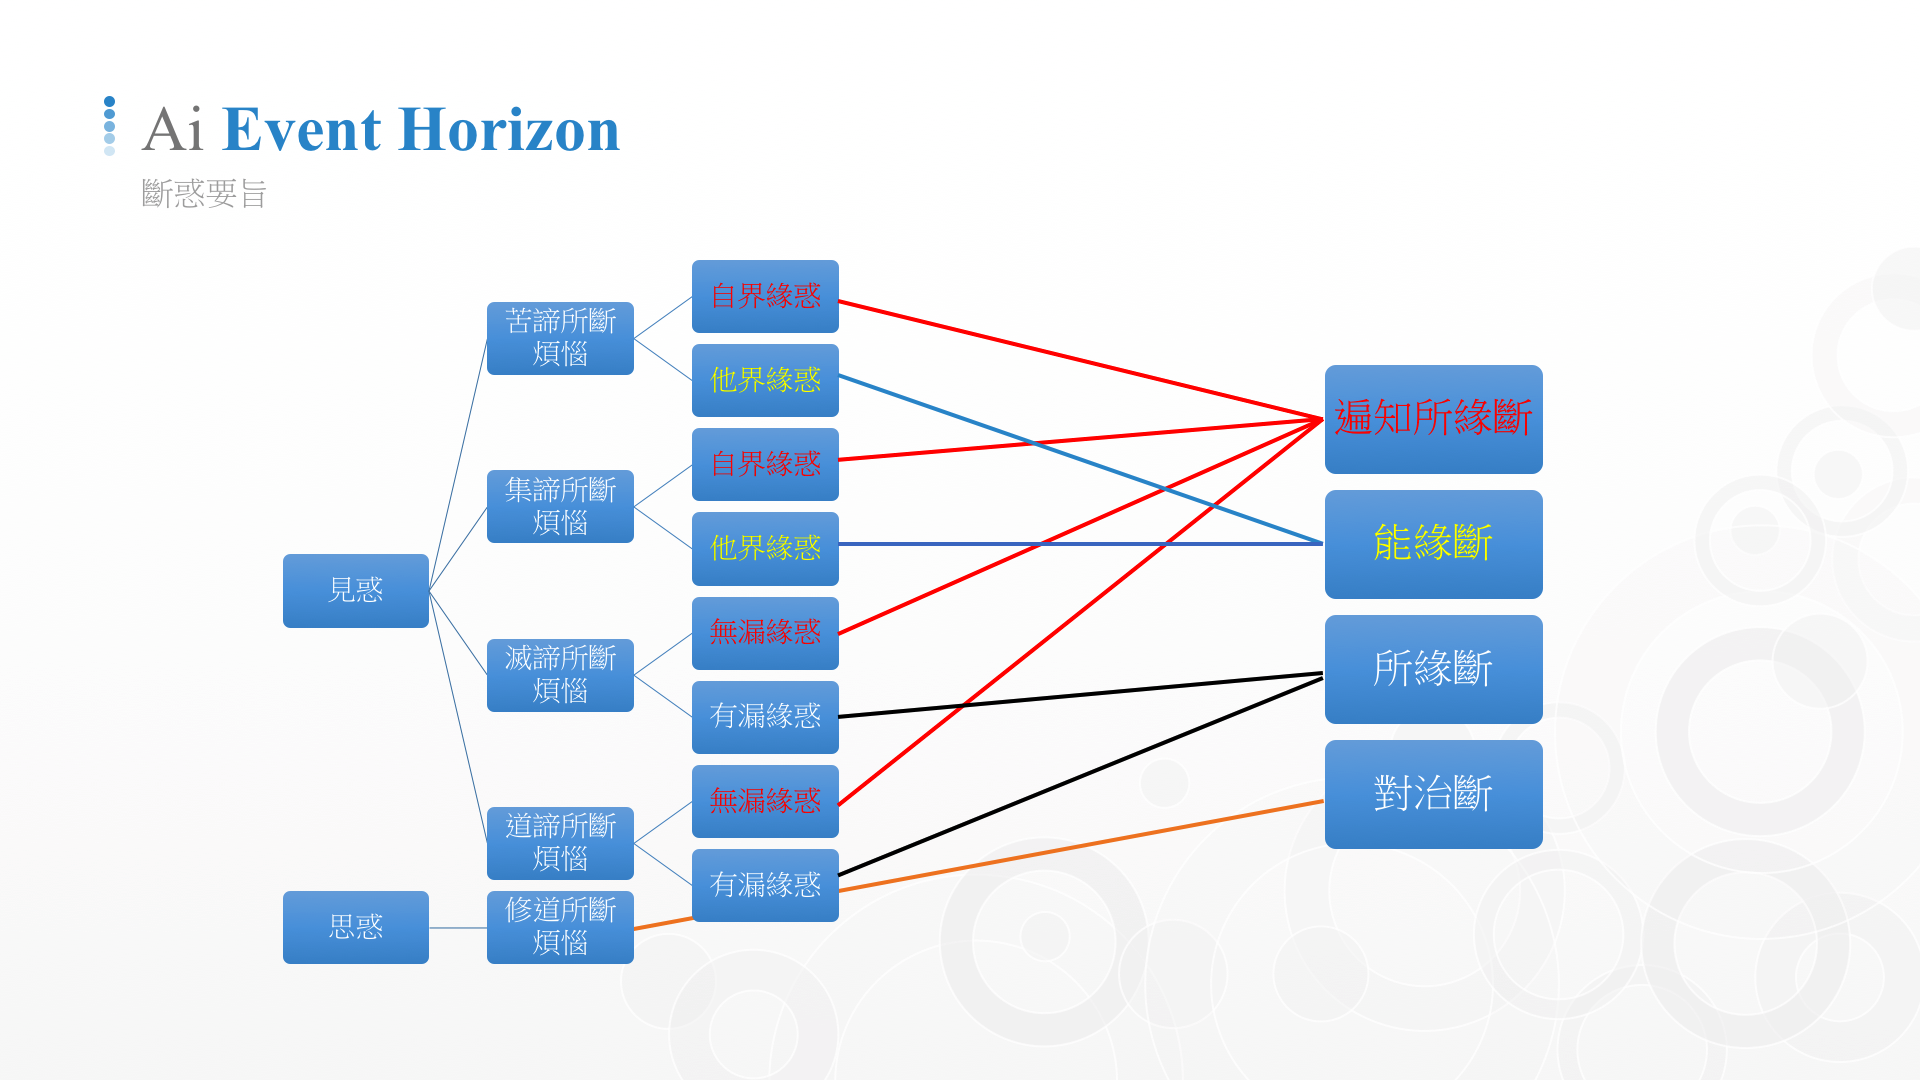 Ai Event Horizon
斷惑要旨
見惑
思惑
苦諦所斷
煩惱
集諦所斷
煩惱
滅諦所斷
煩惱
道諦所斷
煩惱
修道所斷
煩惱
自界緣惑
他界緣惑
自界緣惑
他界緣惑
無漏緣惑
有漏緣惑
無漏緣惑
有漏緣惑
遍知所緣斷
能緣斷
所緣斷
對治斷